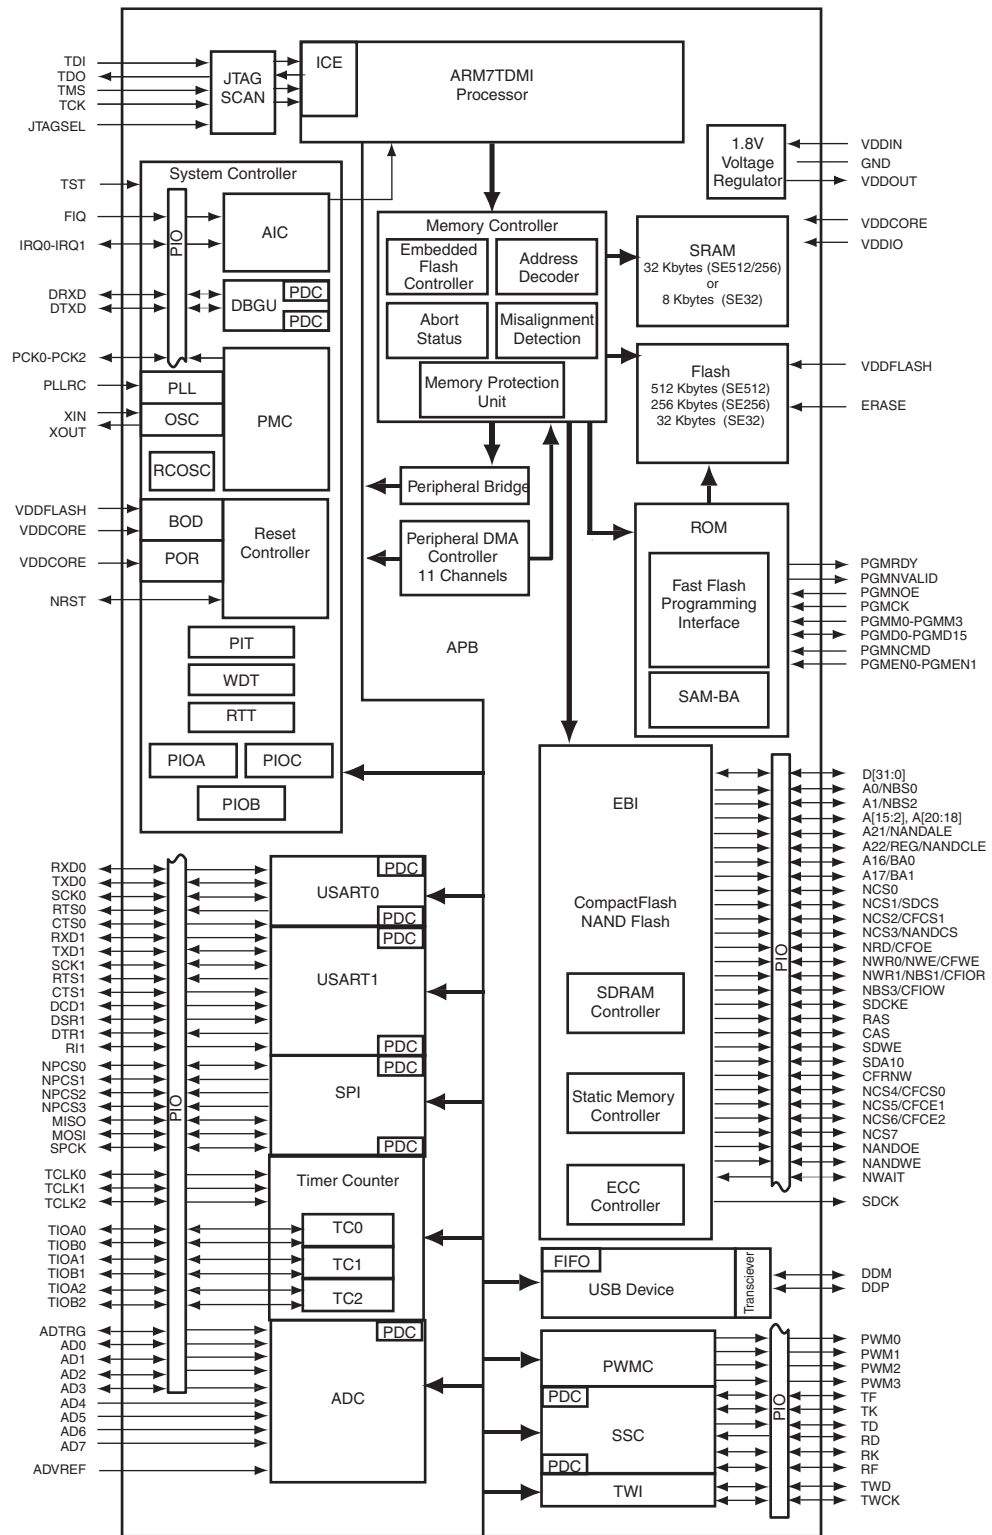 TDI
TDO
TMS
TCK
JTAGSEL
JTAG
SCAN
ICE
ARM7TDMI
Processor
1.8V
Voltage
Regulator
VDDIN
GND
VDDOUT
VDDCORE
VDDIO
System Controller
TST
FIQ
IRQ0-IRQ1
PIO
AIC
DRXD
DTXD
DBGU
PDC
PDC
PCK0-PCK2
PLLRC
PLL
XIN
XOUT
OSC
PMC
RCOSC
VDDFLASH
VDDCORE
BOD
VDDCORE
POR
Reset
Controller
NRST
PIT
WDT
RTT
PIOA
PIOC
PIOB
Memory Controller
Embedded
Flash
Controller
Address
Decoder
Abort
Status
Misalignment
Detection
Memory Protection
Unit
Peripheral Bridge
Peripheral DMA
Controller
11 Channels
APB
SRAM
32 Kbytes (SE512/256)
or
8 Kbytes (SE32)
Flash
512 Kbytes (SE512)
256 Kbytes (SE256)
32 Kbytes (SE32)
VDDFLASH
ERASE
ROM
Fast Flash
Programming
Interface
SAM-BA
PGMRDY
PGMNVALID
PGMNOE
PGMCK
PGMM0-PGMM3
PGMD0-PGMD15
PGMNCMD
PGMEN0-PGMEN1
EBI
CompactFlash
NAND Flash
SDRAM
Controller
Static Memory
Controller
ECC
Controller
PIO
D[31:0]
A0/NBS0
A1/NBS2
A[15:2], A[20:18]
A21/NANDALE
A22/REG/NANDCLE
A16/BA0
A17/BA1
NCS0
NCS1/SDCS
NCS2/CFCS1
NCS3/NANDCS
NRD/CFOE
NWR0/NWE/CFWE
NWR1/NBS1/CFIOR
NBS3/CFIOW
SDCKE
RAS
CAS
SDWE
SDA10
CFRNW
NCS4/CFCS0
NCS5/CFCE1
NCS6/CFCE2
NCS7
NANDOE
NANDWE
NWAIT
SDCK
RXD0
TXD0
SCK0
RTS0
CTS0
RXD1
TXD1
SCK1
RTS1
CTS1
DCD1
DSR1
DTR1
RI1
NPCS0
NPCS1
NPCS2
NPCS3
MISO
MOSI
SPCK
TCLK0
TCLK1
TCLK2
TIOA0
TIOB0
TIOA1
TIOB1
TIOA2
TIOB2
ADTRG
AD0
AD1
AD2
AD3
AD4
AD5
AD6
AD7
ADVREF
PIO
PDC
USART0
PDC
PDC
USART1
PDC
PDC
SPI
PDC
Timer Counter
TC0
TC1
TC2
PDC
ADC
FIFO
USB Device
Transciever
DDM
DDP
PWMC
PDC
SSC
PDC
TWI
PIO
PWM0
PWM1
PWM2
PWM3
TF
TK
TD
RD
RK
RF
TWD
TWCK